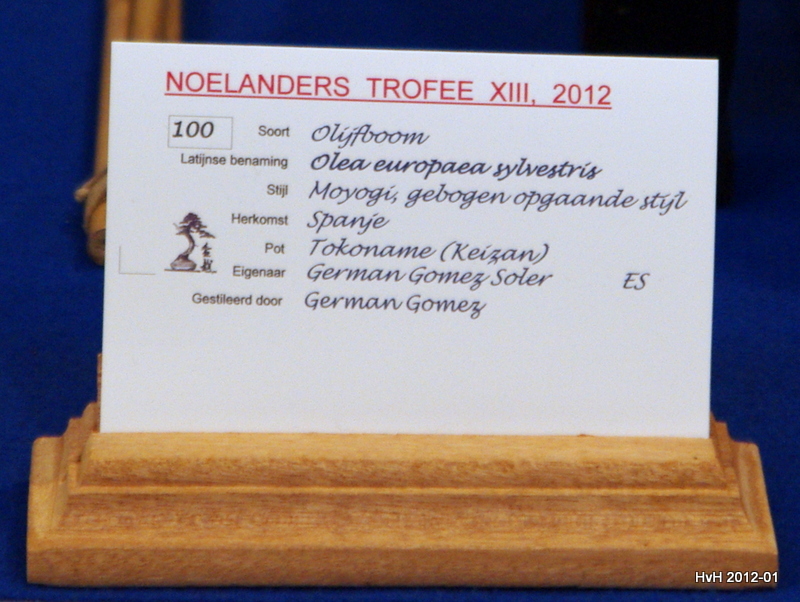 NOELANDERS TROFEE XIII, 2012
100 Soort Olijfboom
Latijnse benaming Olea europaea sylvestris
Stijl Moyogi, gebogen opgaande stijl
Herkomst Spanje
Pot Tokoname (Keizan)
Eigenaar German Gomez Soler ES
Gestileerd door German Gomez
HvH 2012-01